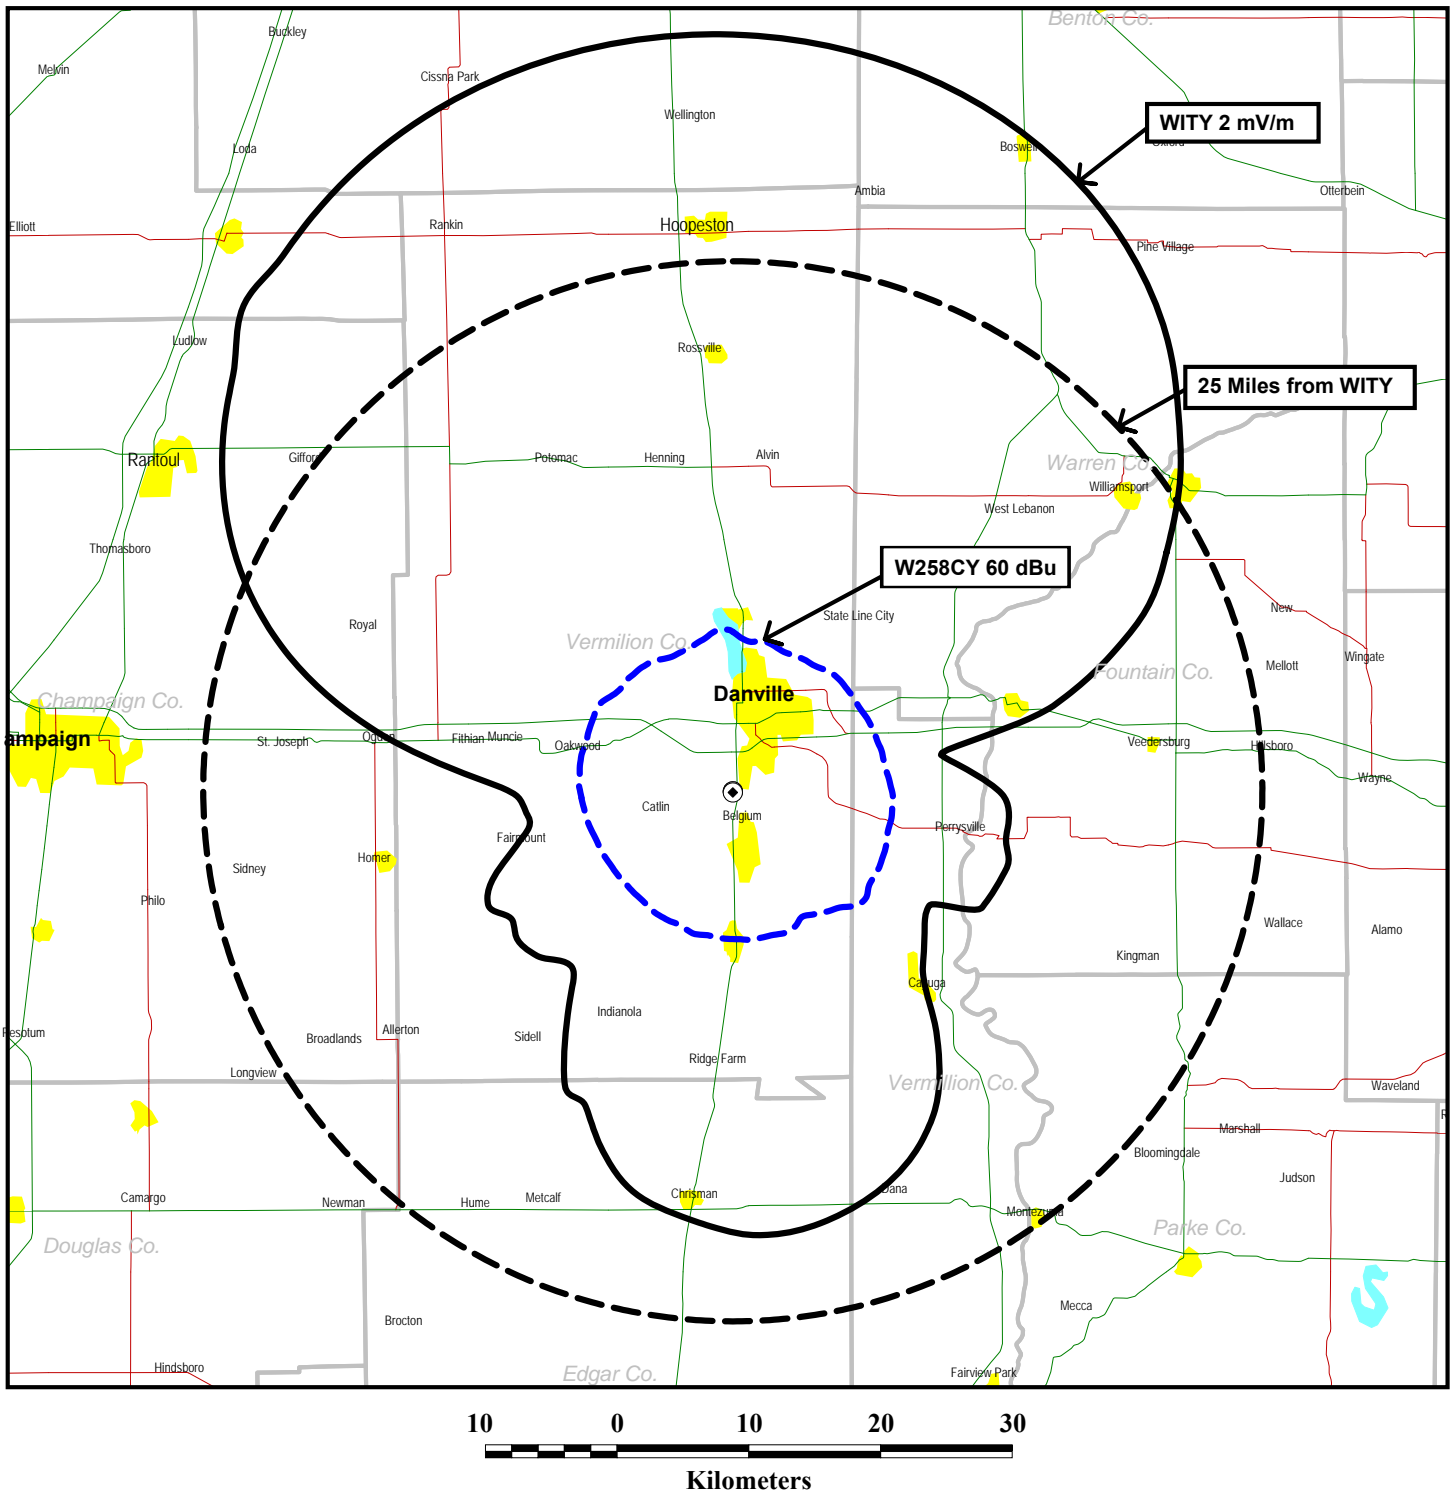 Benton Co.
Buckley
Melvin
Cissna Park
Wellington
WITY 2 mV/m
Loda
Boswell
Otterbein
Ambia
Elliott
Rankin
Hoopeston
Pine Village
Ludlow
Rossville
25 Miles from WITY
Rantoul
Gifford
Potomac
Henning
Alvin
Warren Co.
Williamsport
West Lebanon
Thomasboro
W258CY 60 dBu
New
State Line City
Royal
Vermilion Co.
Wingate
Mellott
Fountain Co.
Danville
Champaign Co.
ampaign
St. Joseph
Ogden
Fithian
Muncie
Oakwood
Veedersburg
Hillsboro
Wayne
Catlin
Belgium
Perrysville
Fairmount
Homer
Sidney
Philo
Wallace
Alamo
Kingman
Cayuga
Indianola
Pesotum
Allerton
Broadlands
Sidell
Ridge Farm
Longview
Vermillion Co.
Waveland
R
Marshall
Bloomingdale
Judson
Camargo
Newman
Hume
Metcalf
Chrisman
Dana
Montezuma
Parke Co.
Douglas Co.
Mecca
Brocton
Hindsboro
Edgar Co.
Fairview Park
10 0 10 20 30
Kilometers